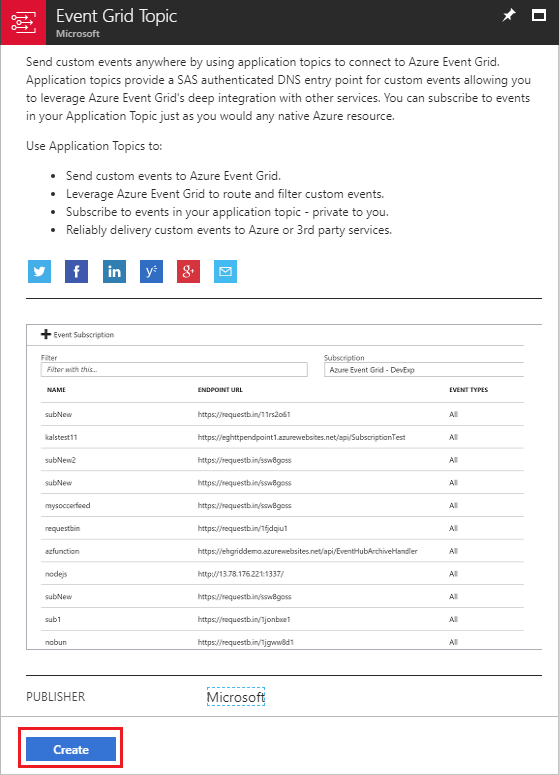 Event Grid Topic
Microsoft
Send custom events anywhere by using application topics to connect to Azure Event Grid.
Application topics provide a SAS authenticated DNS entry point for custom events allowing you
to leverage Azure Event Grid's deep integration with other services. You can subscribe to events
in your Application Topic just as you would any native Azure resource.
Use Application Topics to:
• Send custom events to Azure Event Grid.
• Leverage Azure Event Grid to route and filter custom events.
• Subscribe to events in your application topic - private to you.
• Reliably delivery custom events to Azure or 3rd party services.
f in y g+
Event Subscription
Filter Subscription
Filter with this... Azure Event Grid - DevExp
NAME ENDPOINT URL EVENT TYPES
subNew https://requestb.in/11rs2o61 All
kalstest11 https://eghttpendpoint1.azurewebsites.net/api/SubscriptionTest All
subNew2 https://requestb.in/ssw8goss All
subNew https://requestb.in/ssw8goss All
mysoccerfeed https://requestb.in/ssw8goss All
requestbin https://requestb.in/1fjdqiu1 All
azfunction https://ehgriddemo.azurewebsites.net/api/EventHubArchiveHandler All
nodejs http://13.78.176.221:1337/ All
subNew https://requestb.in/ssw8goss All
sub1 https://requestb.in/1jonbxe1 All
nobun https://requestb.in/1jgww8d1 All
PUBLISHER Microsoft
Create